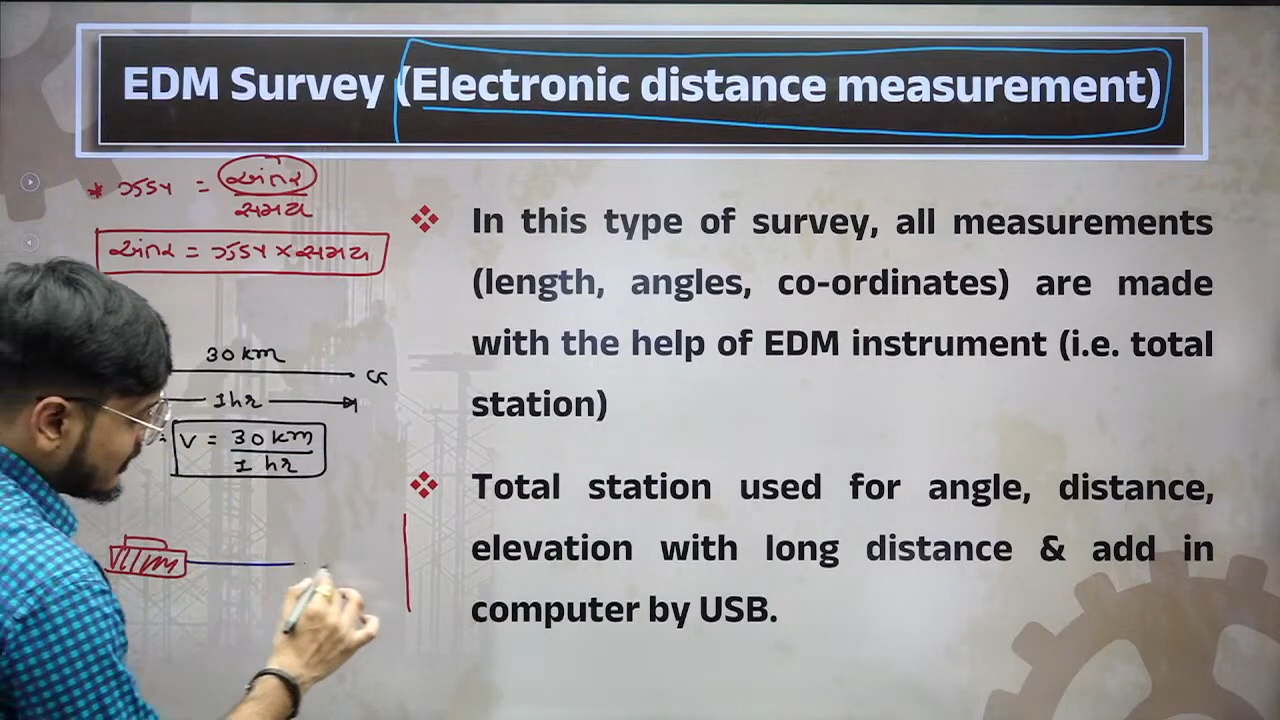 EDM Survey (Electronic distance measurement)
* ઝડપ = અંતર
સમય
અંતર = ઝડપ × સમય
In this type of survey, all measurements
(length, angles, co-ordinates) are made
with the help of EDM instrument (i.e. total
station)
30 km
1 hr
V = 30 km
1 hr
Total station used for angle, distance,
elevation with long distance & add in
computer by USB.